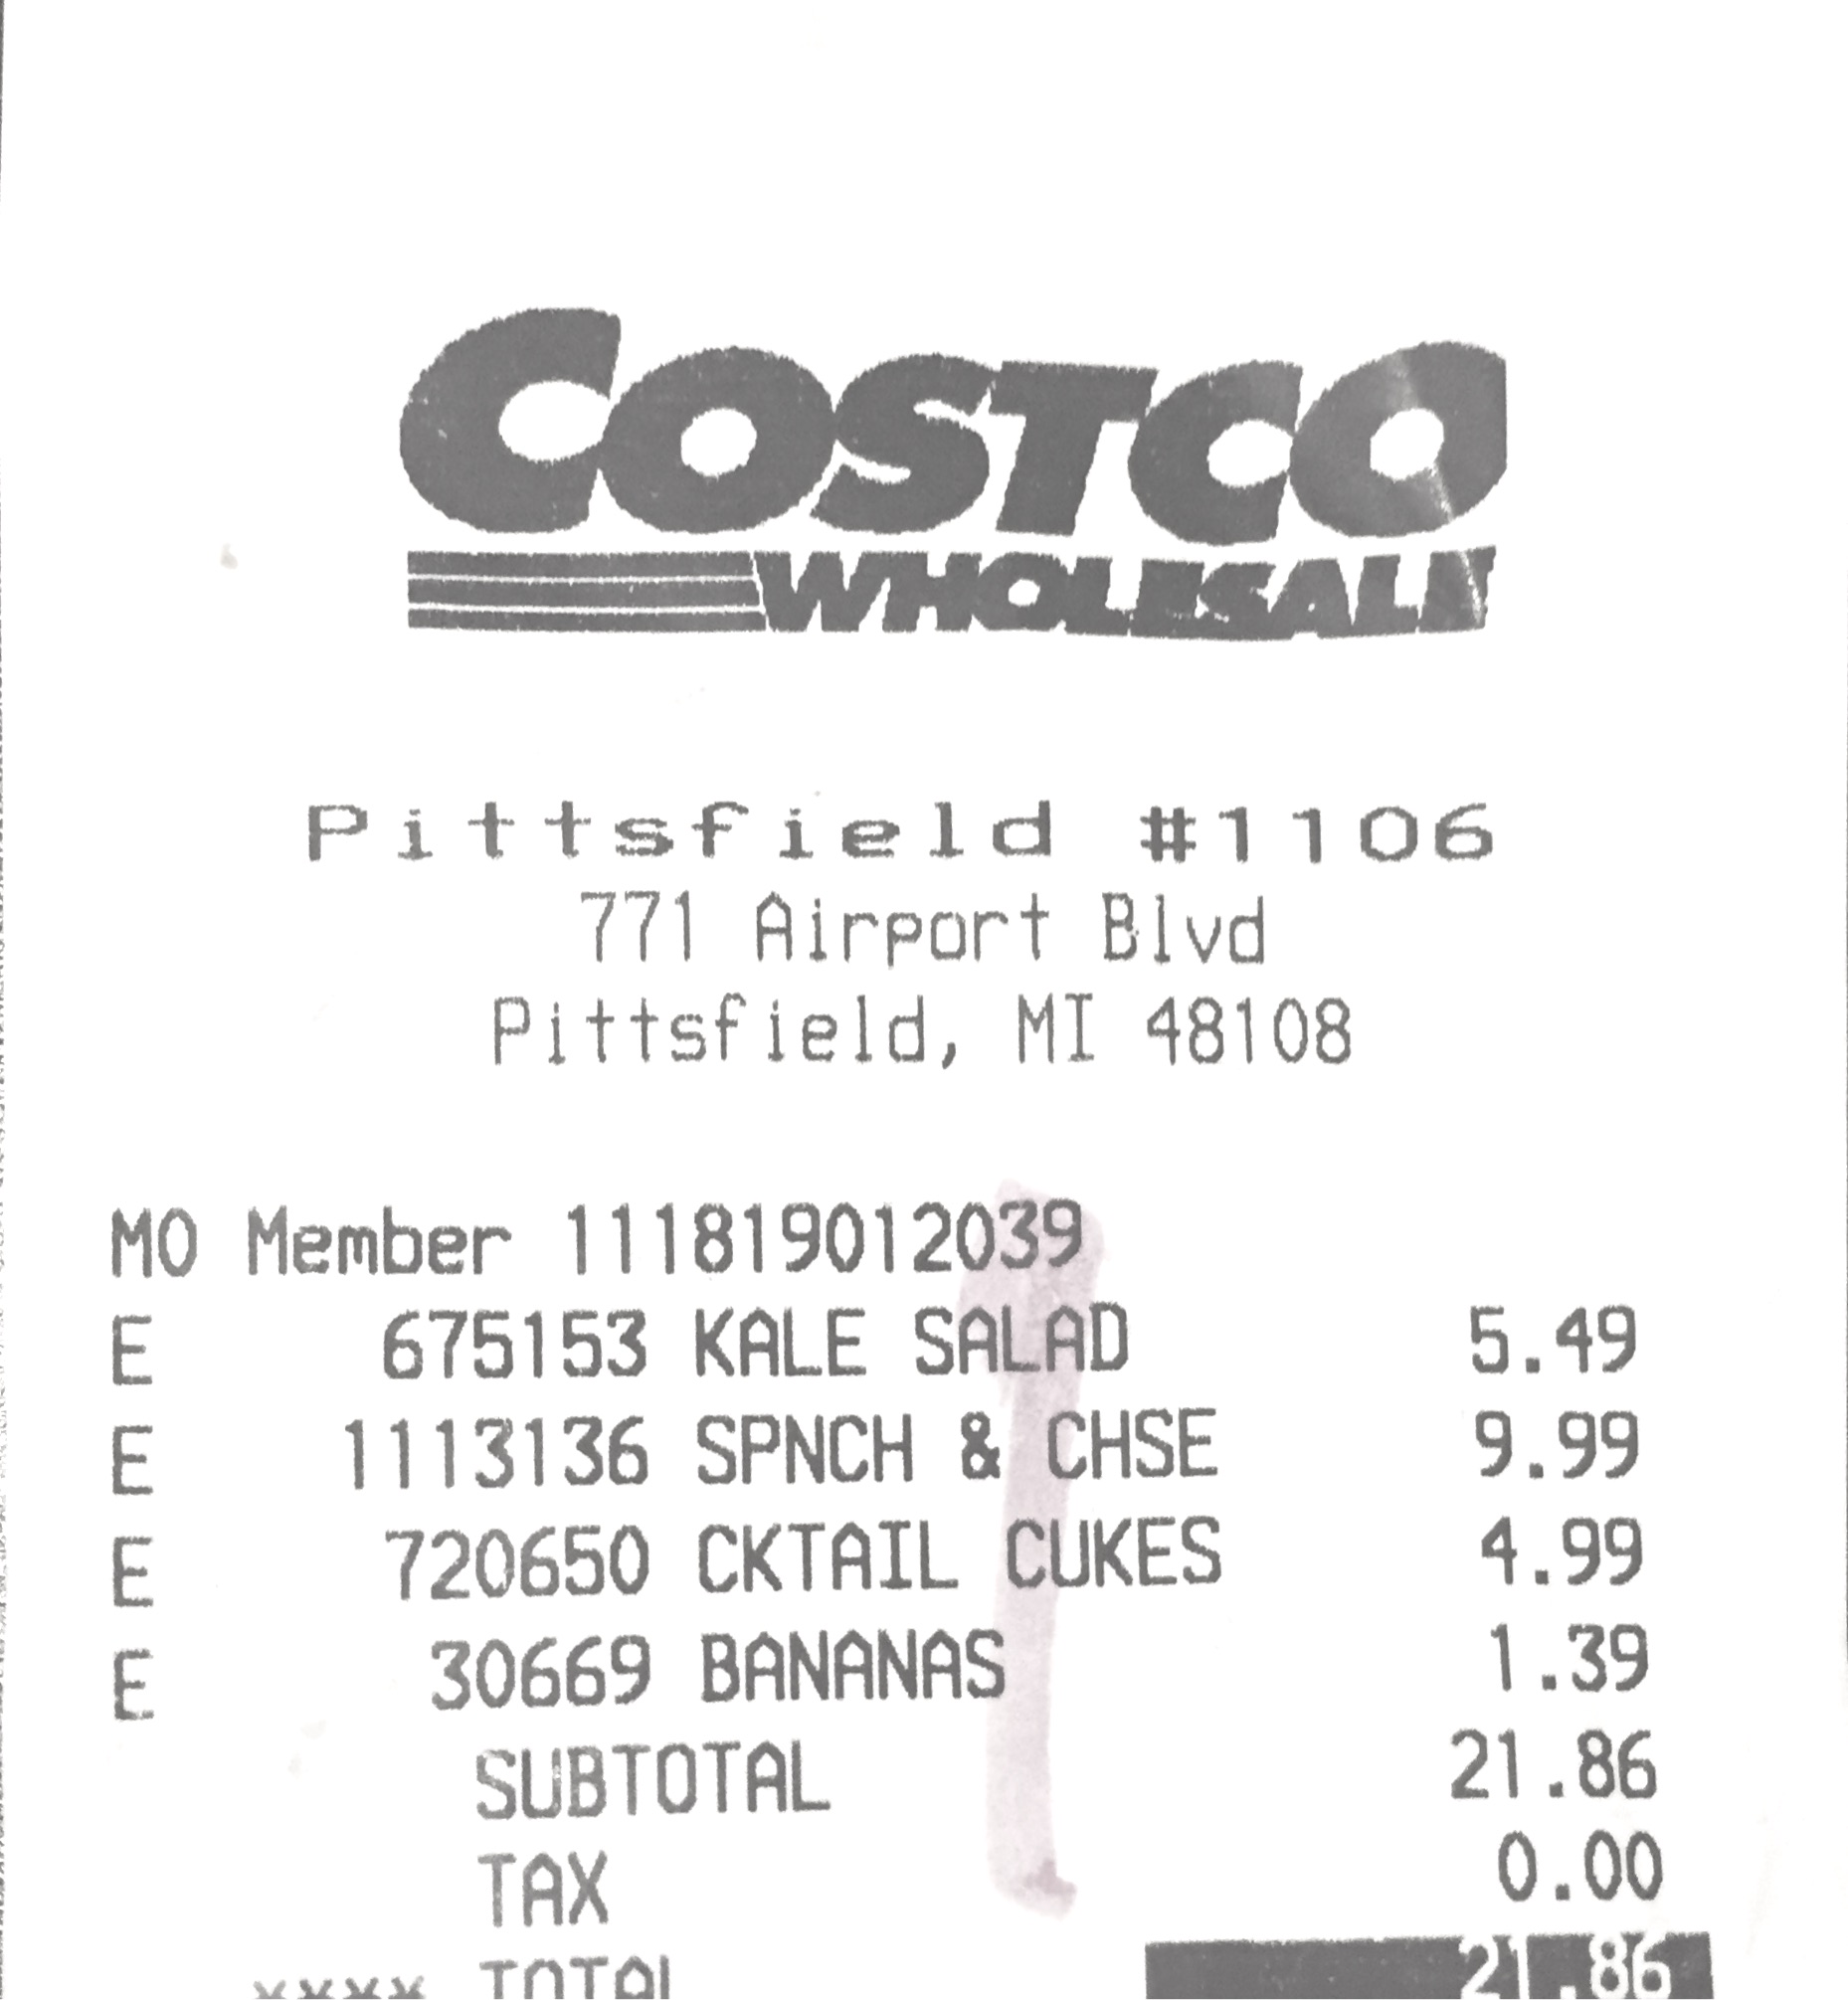 COSTCO
WHOLESALE
Pittsfield #1106
771 Airport Blvd
Pittsfield, MI 48108
MO Member 111819012039
E 675153 KALE SALAD 5.49
E 1113136 SPNCH & CHSE 9.99
E 720650 CKTAIL CUKES 4.99
E 30669 BANANAS 1.39
SUBTOTAL 21.86
TAX 0.00
**** TOTAL 21.86